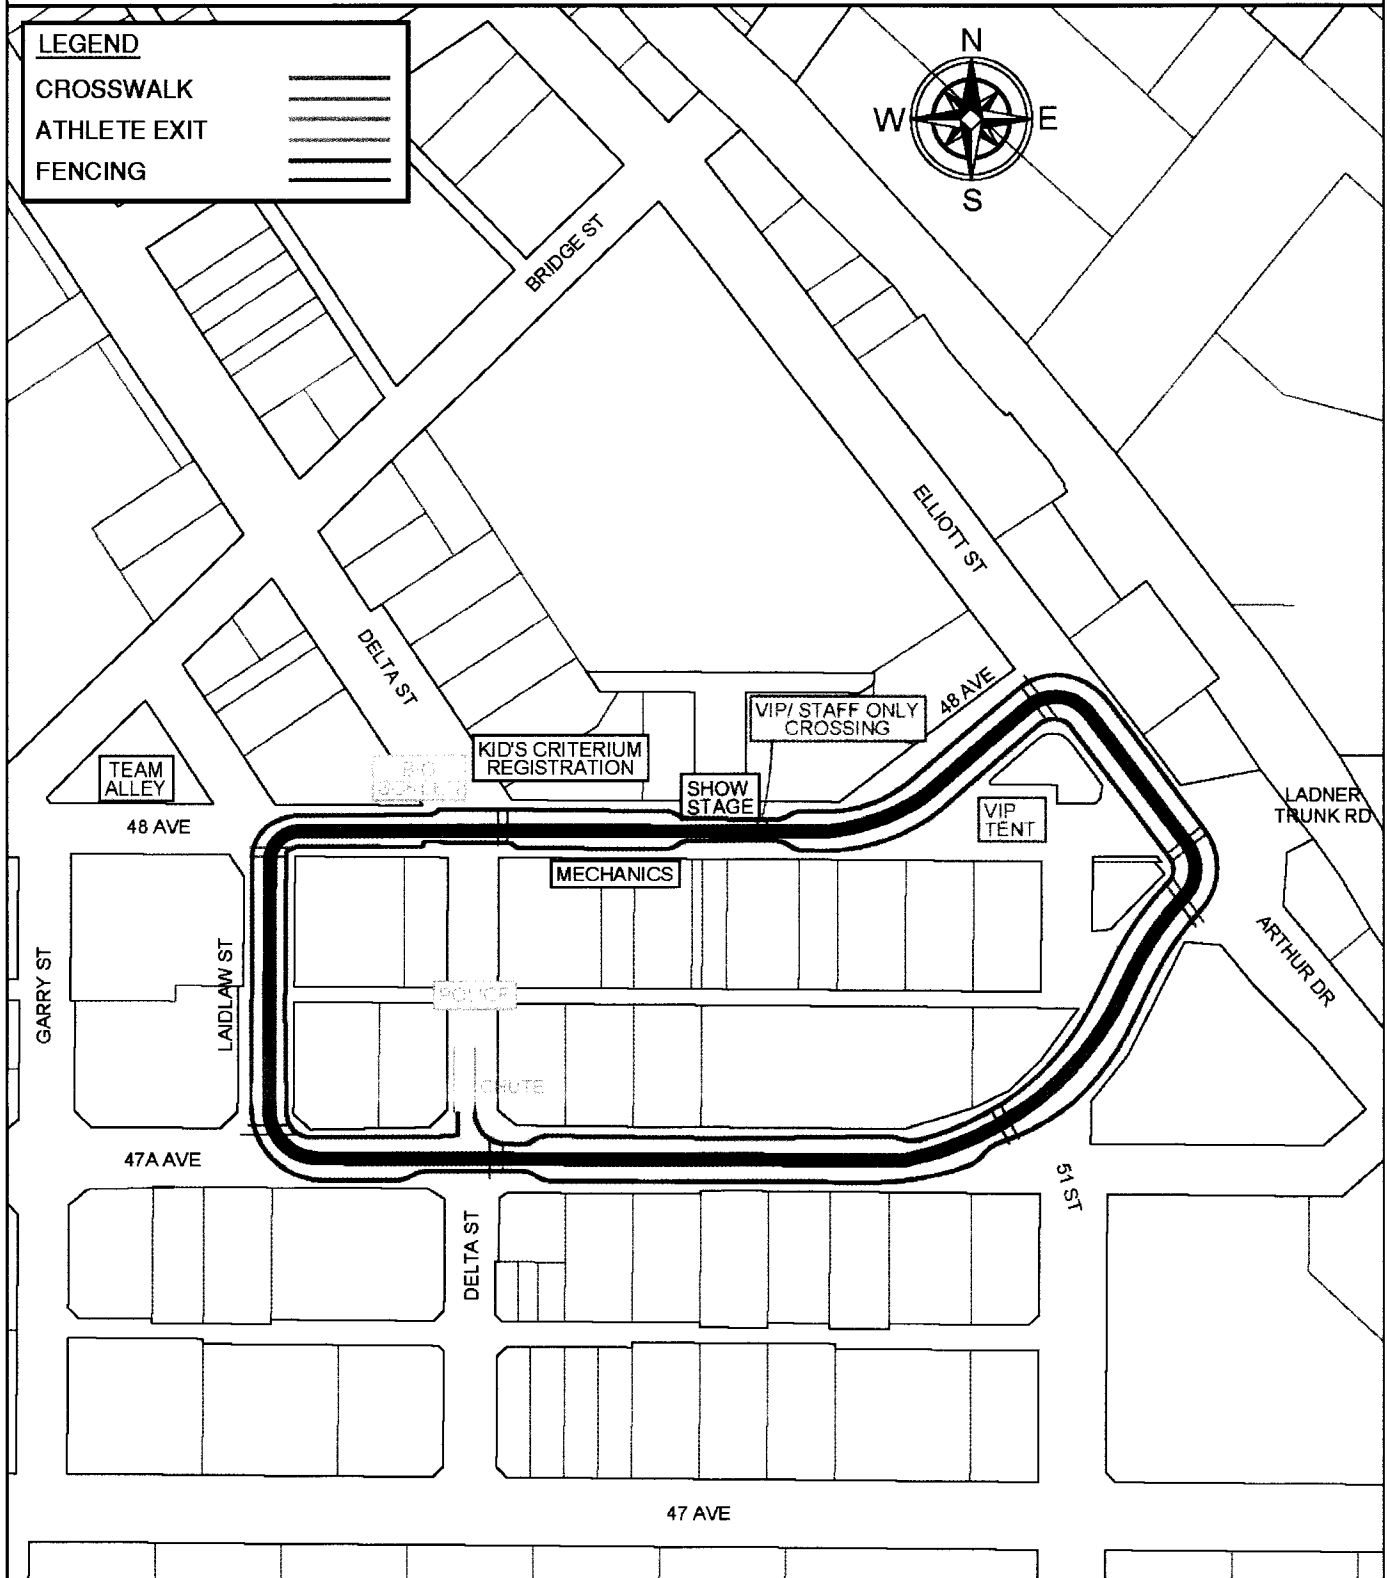 LEGEND
CROSSWALK
ATHLETE EXIT
FENCING
N
W
E
S
BRIDGE ST
ELLIOTT ST
DELTA ST
48 AVE
VIP/ STAFF ONLY
CROSSING
KID'S CRITERIUM
REGISTRATION
TEAM
ALLEY
SHOW
STAGE
VIP
TENT
LADNER
TRUNK RD
48 AVE
MECHANICS
GARRY ST
LAIDLAW ST
POLICE
ARTHUR DR
CHUTE
47A AVE
51 ST
DELTA ST
47 AVE